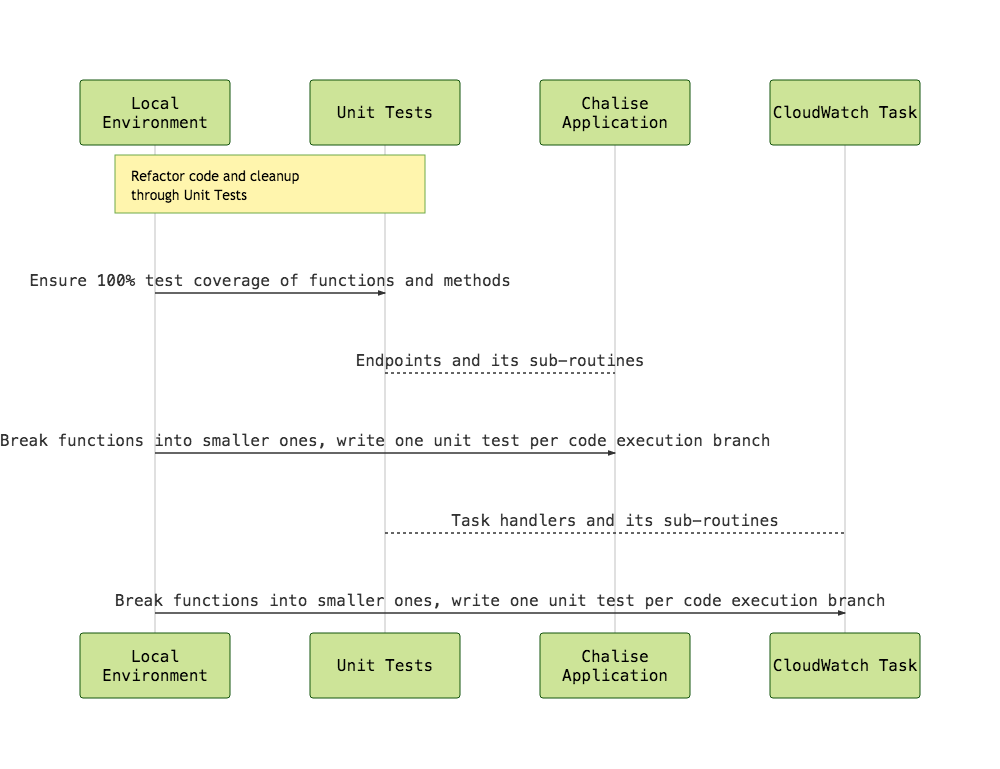 Local
Environment
Unit Tests
Chalise
Application
CloudWatch Task
Refactor code and cleanup
through Unit Tests
Ensure 100% test coverage of functions and methods
Endpoints and its sub-routines
Break functions into smaller ones, write one unit test per code execution branch
Task handlers and its sub-routines
Break functions into smaller ones, write one unit test per code execution branch
Local
Environment
Unit Tests
Chalise
Application
CloudWatch Task